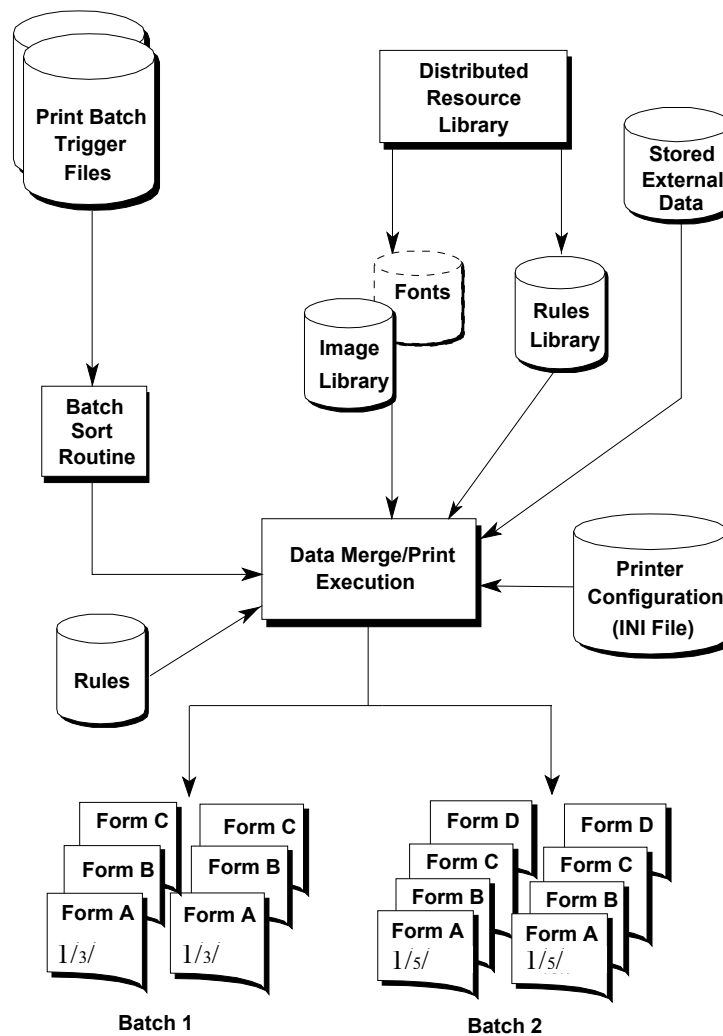 Print Batch
Trigger
Files
Distributed
Resource
Library
Stored
External
Data
Fonts
Image
Library
Rules
Library
Batch
Sort
Routine
Data Merge/Print
Execution
Printer
Configuration
(INI File)
Rules
Form C
Form B
Form A
1/3/
Form C
Form B
Form A
1/3/
Form D
Form C
Form B
Form A
1/5/
Form D
Form C
Form B
Form A
1/5/
Batch 1
Batch 2